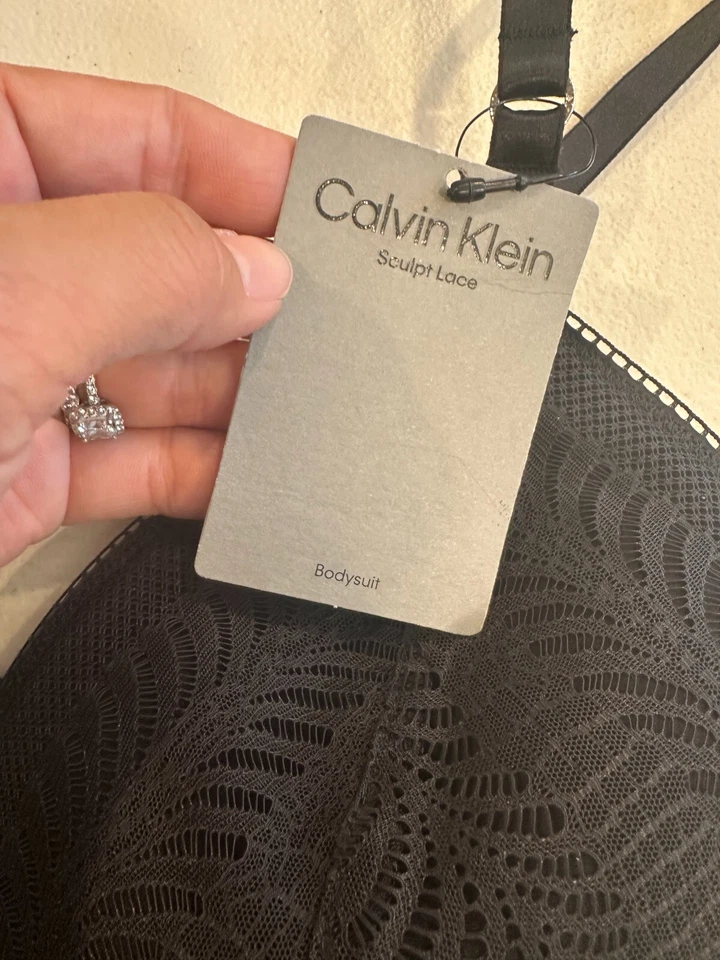 Calvin Klein
Sculpt Lace
Bodysuit